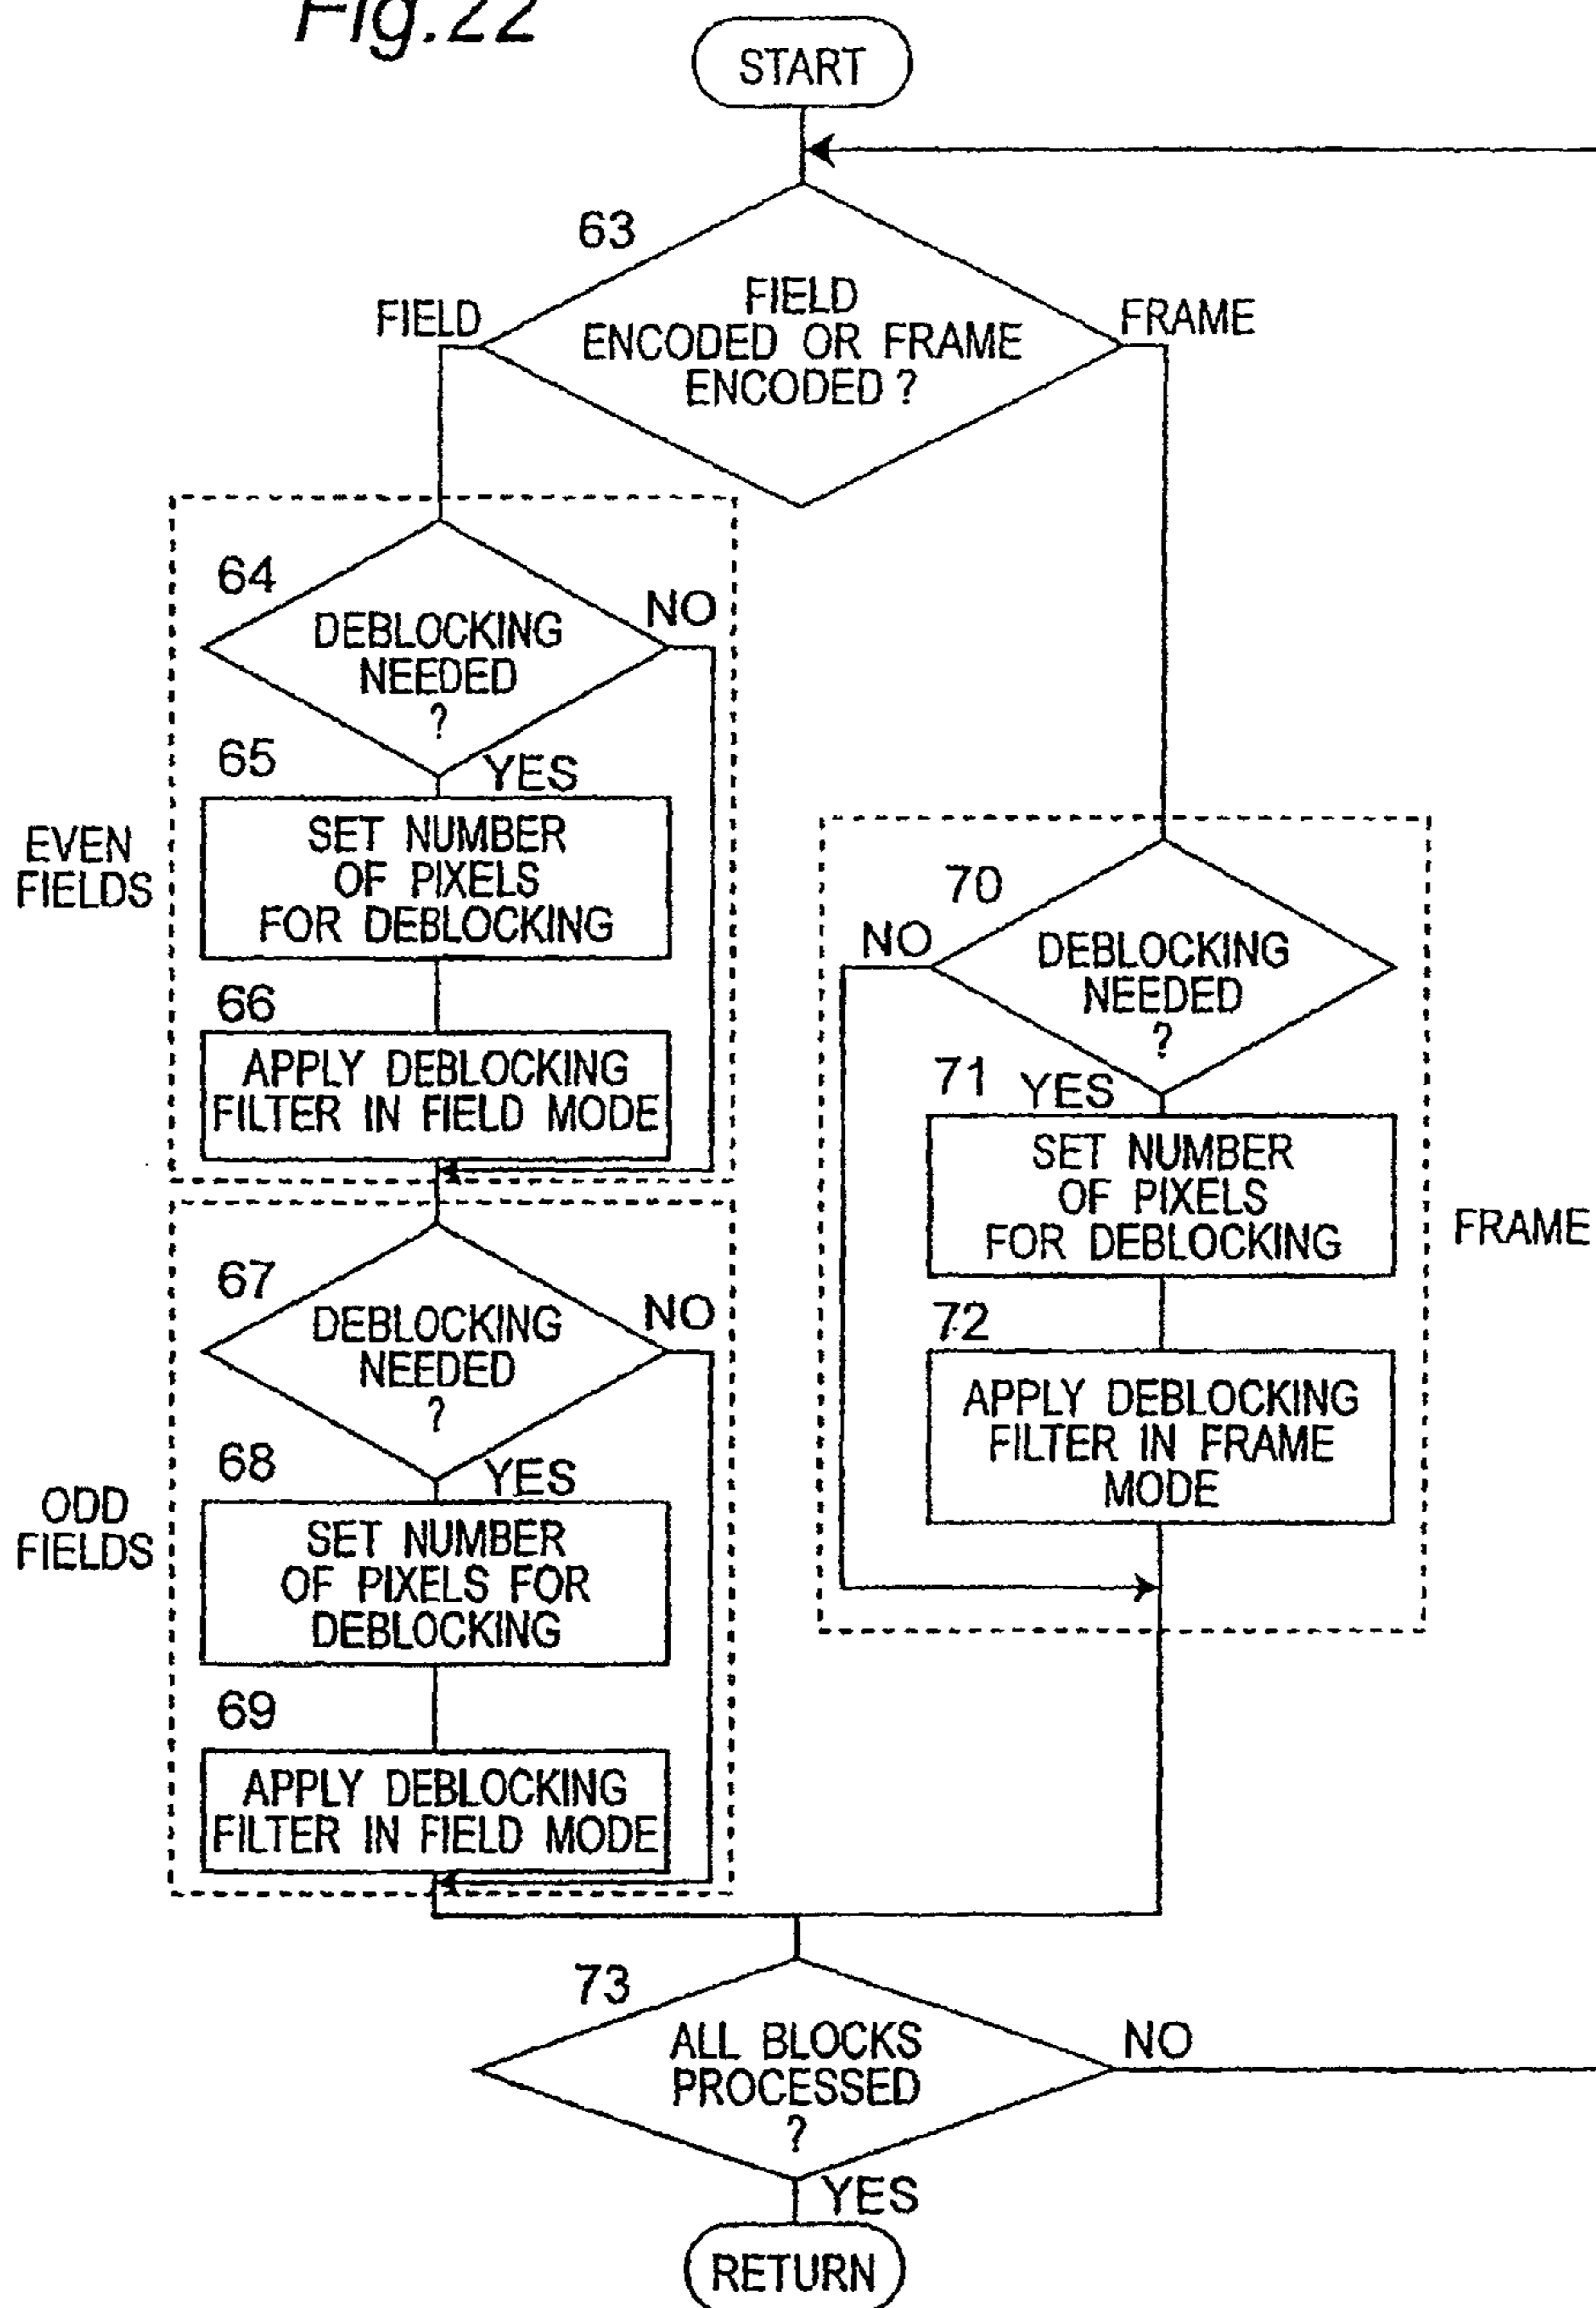 Fig.22
START
63
FIELD
ENCODED OR FRAME
ENCODED ?
FIELD
FRAME
64
DEBLOCKING
NEEDED
?
NO
YES
65
SET NUMBER
OF PIXELS
FOR DEBLOCKING
EVEN
FIELDS
66
APPLY DEBLOCKING
FILTER IN FIELD MODE
67
DEBLOCKING
NEEDED
?
NO
YES
68
SET NUMBER
OF PIXELS FOR
DEBLOCKING
ODD
FIELDS
69
APPLY DEBLOCKING
FILTER IN FIELD MODE
70
NO
DEBLOCKING
NEEDED
?
71
YES
SET NUMBER
OF PIXELS
FOR DEBLOCKING
FRAME
72
APPLY DEBLOCKING
FILTER IN FRAME
MODE
73
ALL BLOCKS
PROCESSED
?
NO
YES
RETURN